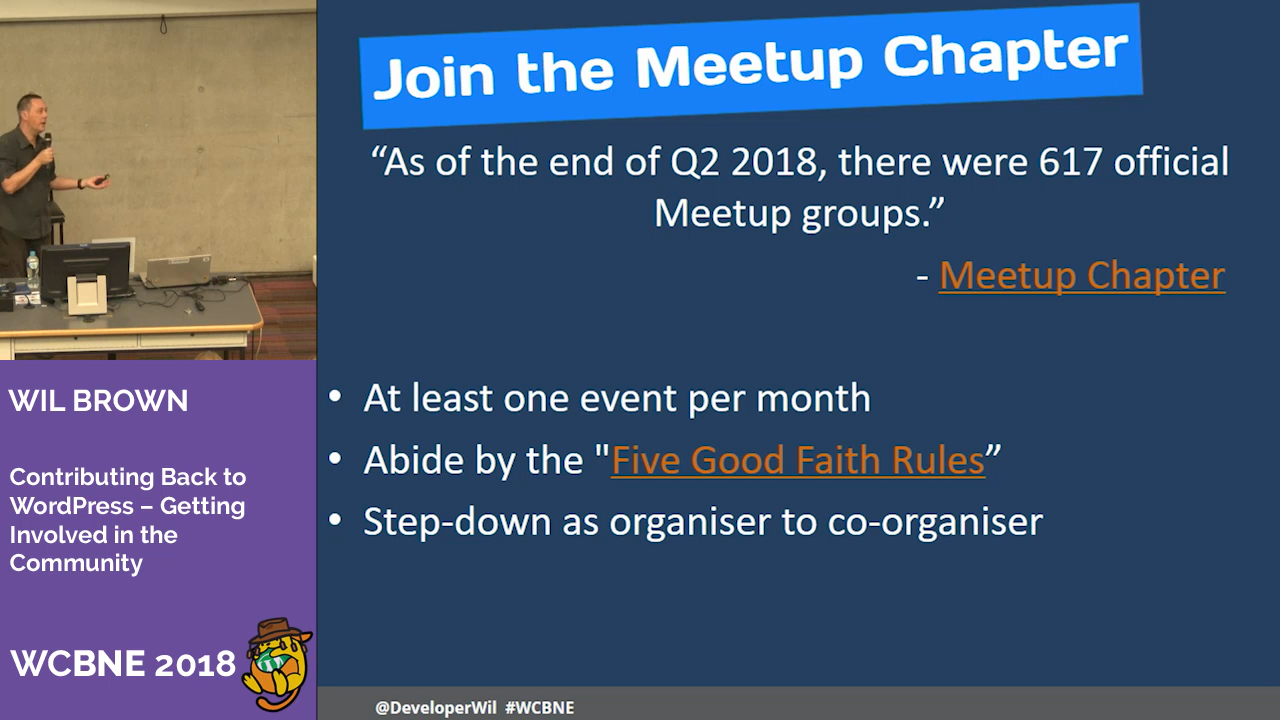 Join the Meetup Chapter
“As of the end of Q2 2018, there were 617 official
Meetup groups.”
- Meetup Chapter
• At least one event per month
• Abide by the "Five Good Faith Rules”
• Step-down as organiser to co-organiser
@DeveloperWil #WCBNE
WIL BROWN
Contributing Back to
WordPress – Getting
Involved in the
Community
WCBNE 2018